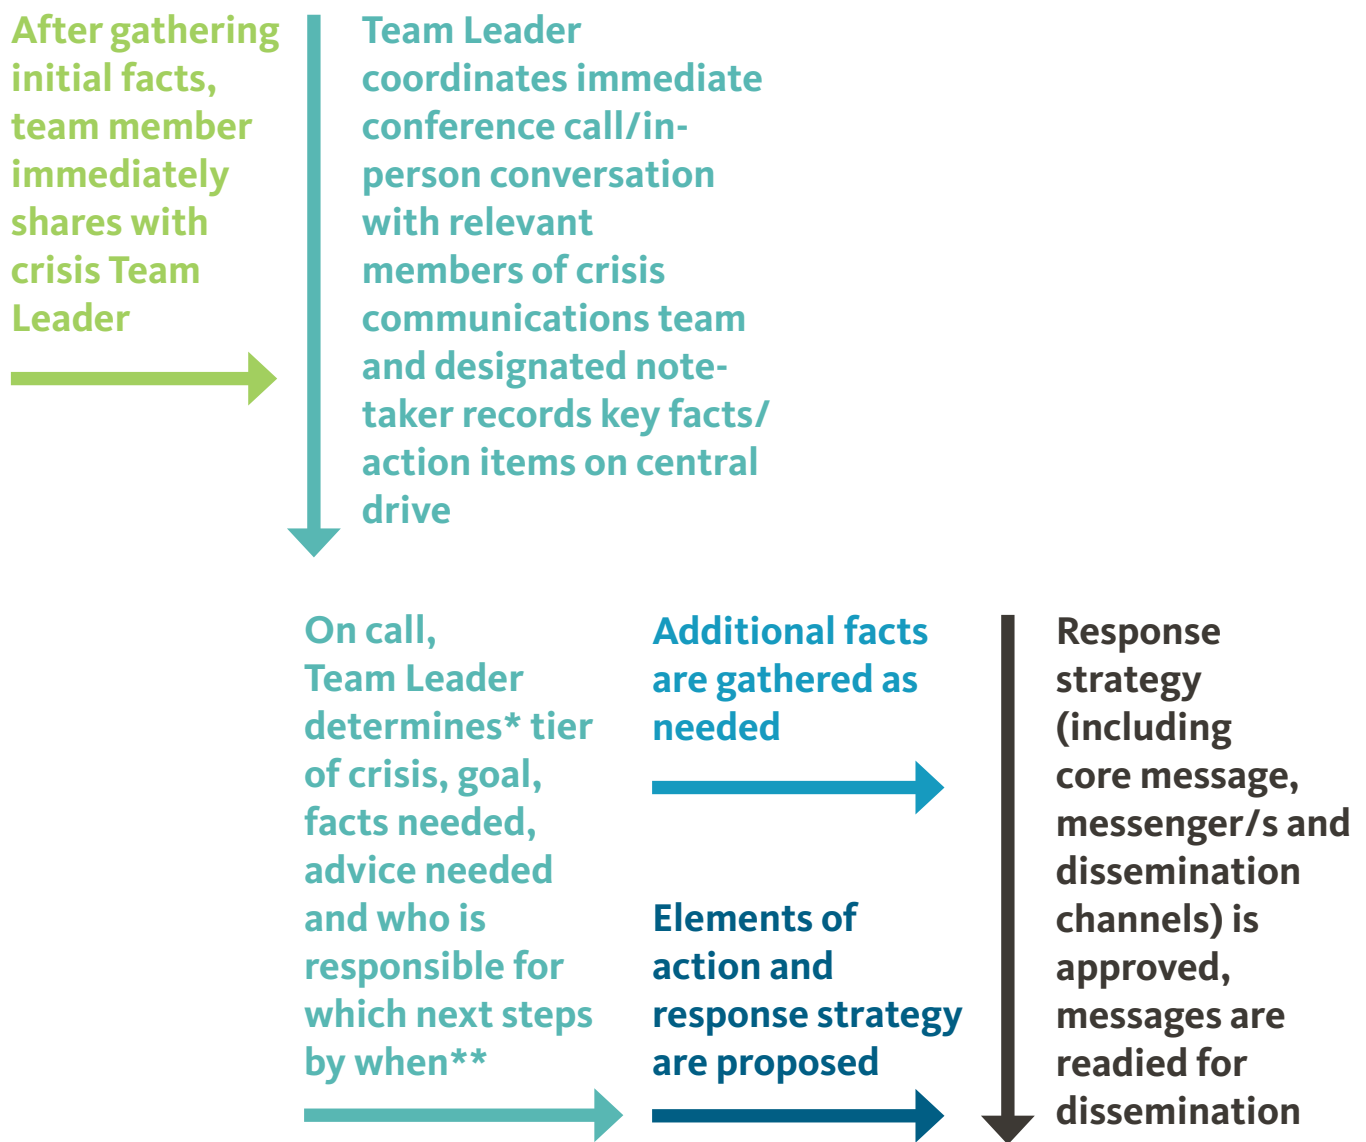 After gathering
initial facts,
team member
immediately
shares with
crisis Team
Leader
Team Leader
coordinates immediate
conference call/in-
person conversation
with relevant
members of crisis
communications team
and designated note-
taker records key facts/
action items on central
drive
On call,
Team Leader
determines* tier
of crisis, goal,
facts needed,
advice needed
and who is
responsible for
which next steps
by when**
Additional facts
are gathered as
needed
Elements of
action and
response strategy
are proposed
Response
strategy
(including
core message,
messenger/s and
dissemination
channels) is
approved,
messages are
readied for
dissemination